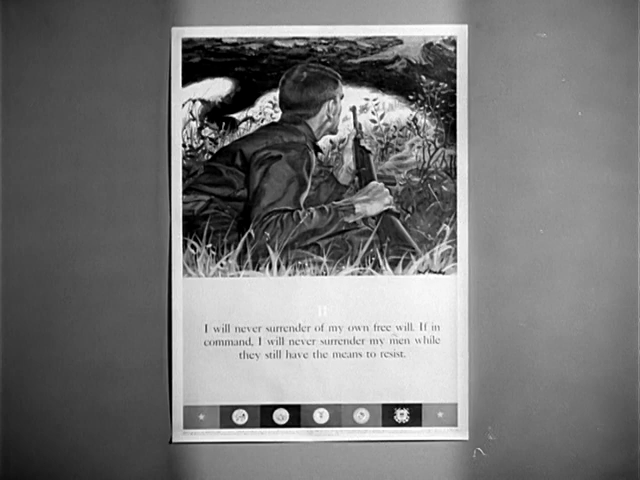 II
I will never surrender of my own free will. If in
command, I will never surrender my men while
they still have the means to resist.